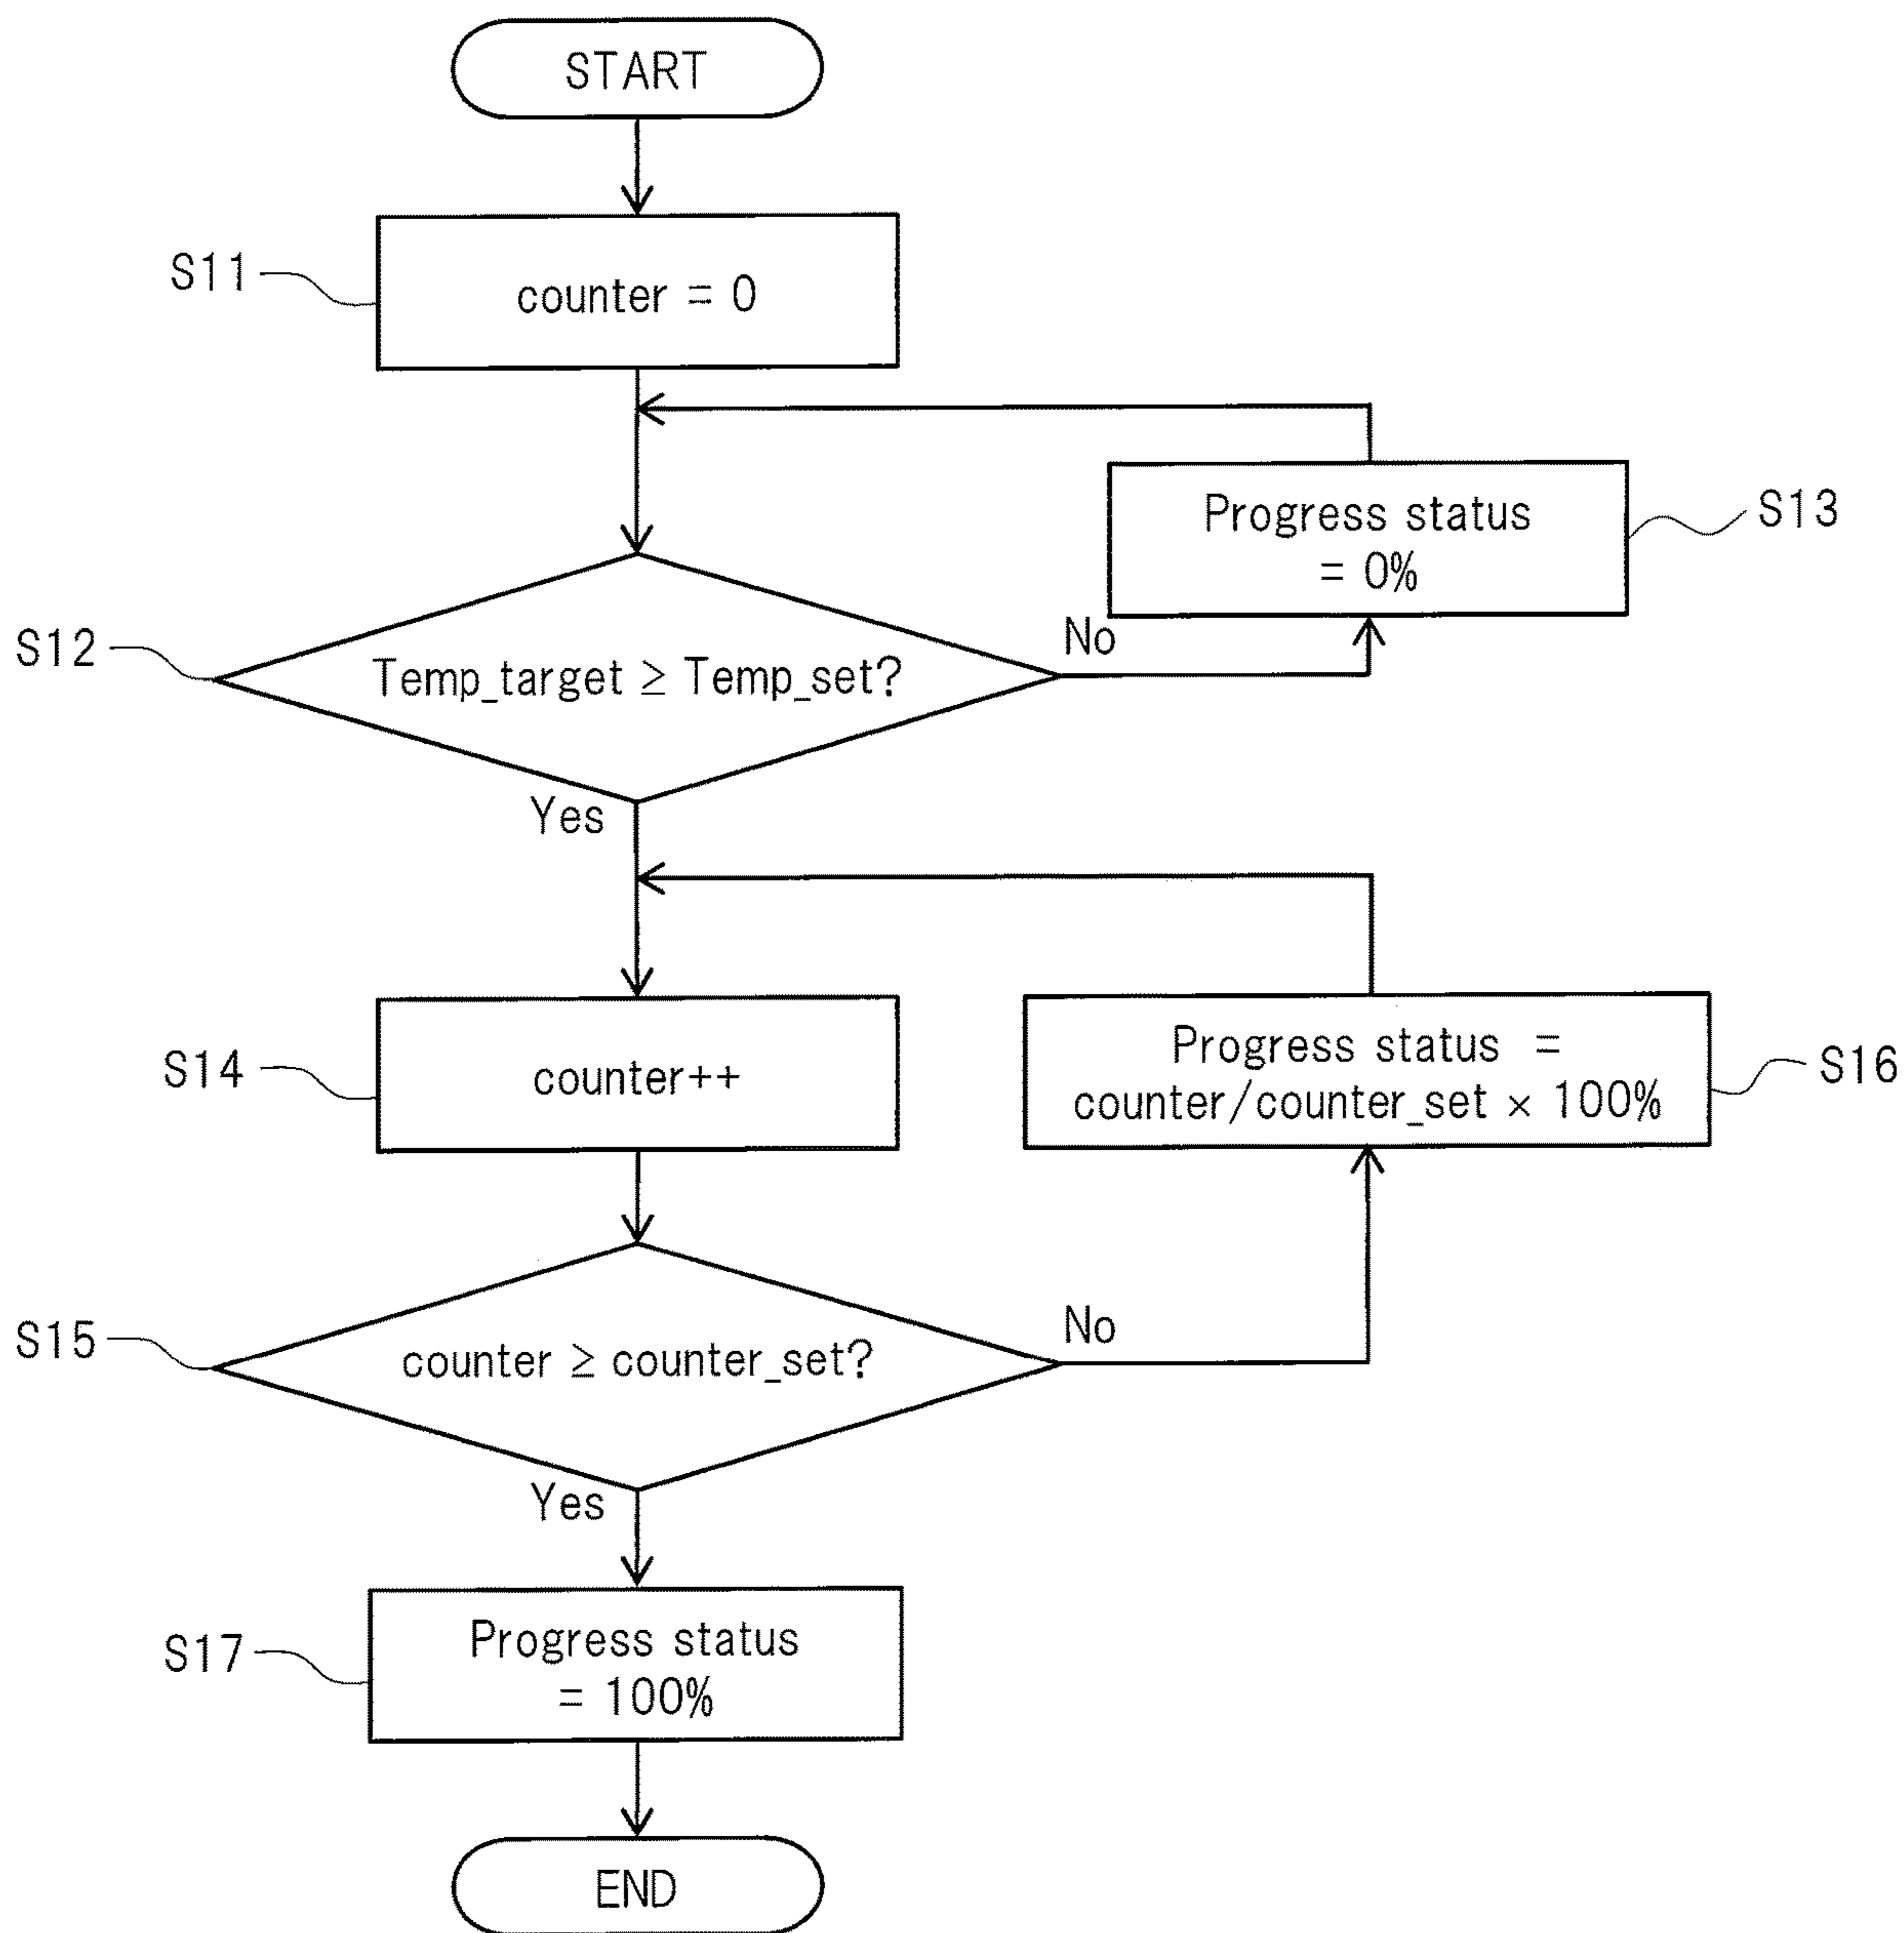 START
S11
counter = 0
Progress status
= 0%
S13
S12
Temp_target ≥ Temp_set?
No
Yes
S14
counter++
Progress status =
counter/counter_set × 100%
S16
S15
counter ≥ counter_set?
No
Yes
S17
Progress status
= 100%
END